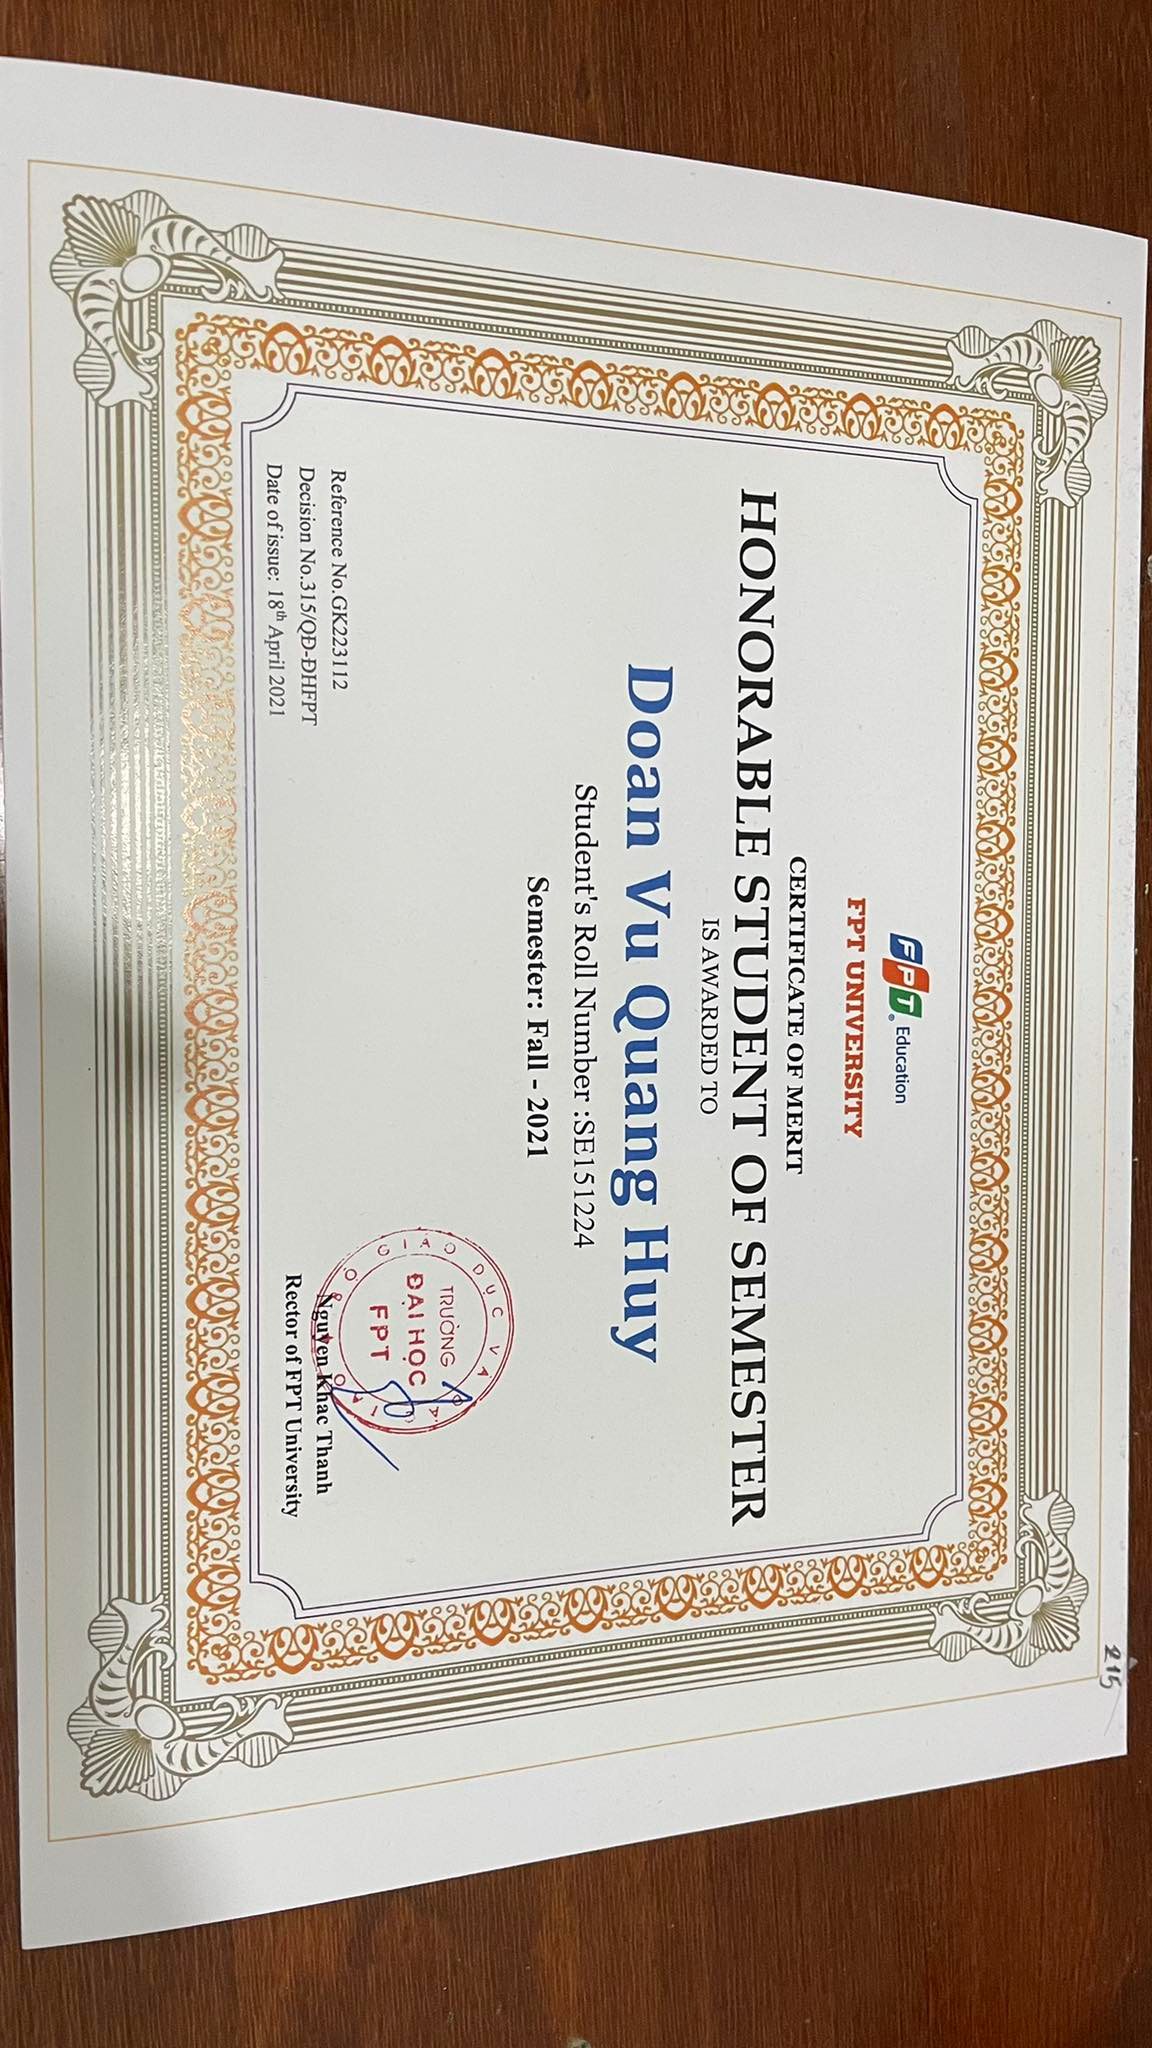 215
FPT Education
FPT UNIVERSITY
CERTIFICATE OF MERIT
HONORABLE STUDENT OF SEMESTER
IS AWARDED TO
Doan Vu Quang Huy
Student's Roll Number :SE151224
Semester: Fall - 2021
BỘ GIÁO DỤC VÀ ĐÀO TẠO
TRƯỜNG
ĐẠI HỌC
FPT
Reference No.GK223112
Decision No.315/QĐ-ĐHFPT
Date of issue: 18th April 2021
Nguyen Khac Thanh
Rector of FPT University